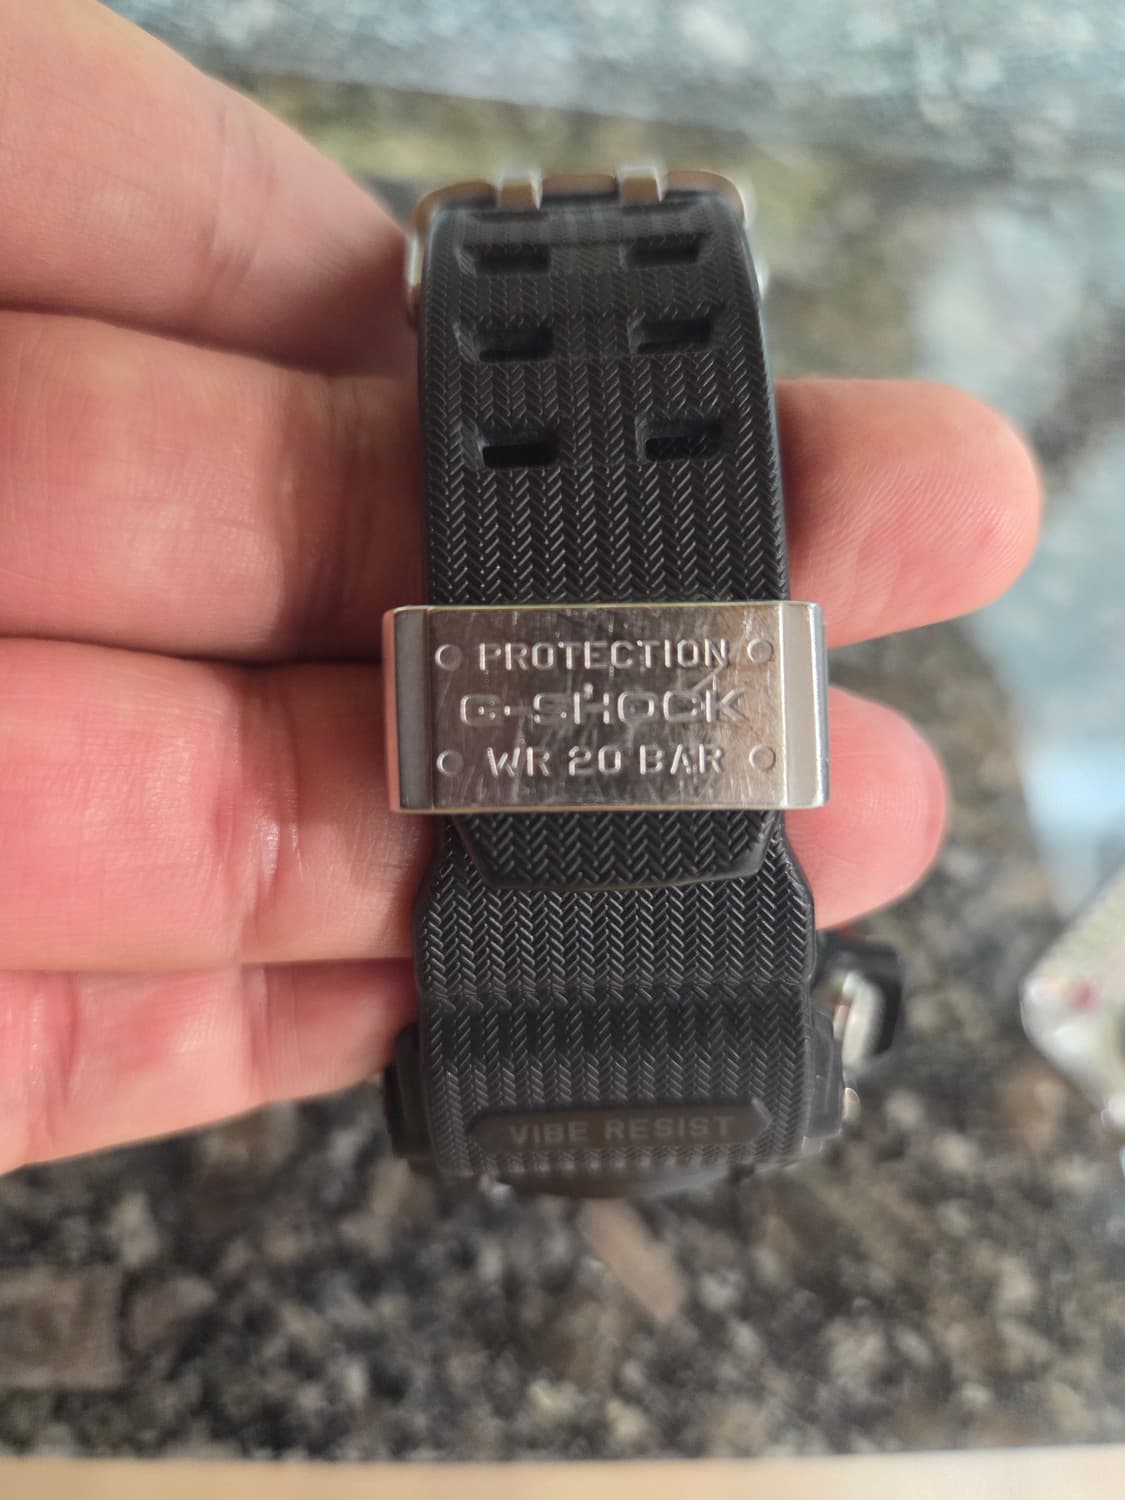 PROTECTION
G-SHOCK
WR 20 BAR
VIBE RESIST